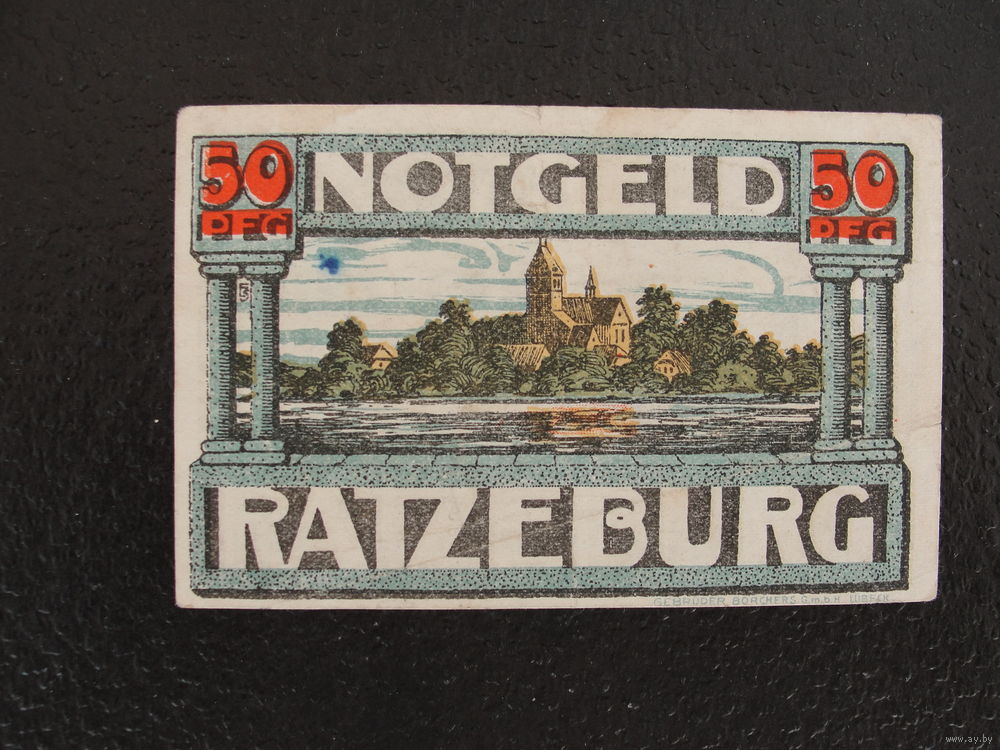 50 NOTGELD 50
PFG PFG
RATZEBURG
GEBRÜDER BORCHERS G.m.b.H. LÜBECK
www.ay.by